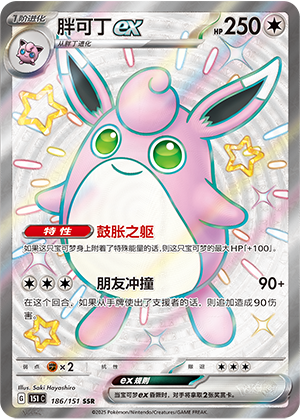 1阶进化
胖可丁ex
HP 250
从胖丁进化
特性 鼓胀之躯
如果这只宝可梦身上附着了特殊能量的话,则这只宝可梦的最大HP「+100」。
朋友冲撞 90+
在这个回合,如果从手牌使出了支援者的话,则追加造成90伤
害。
弱点 ×2 抗性 撤退
ex规则
Illus. Saki Hayashiro
当宝可梦ex昏厥时,对手将拿取2张奖赏卡。
G 151 C 186/151 SSR
©2025 Pokémon/Nintendo/Creatures/GAME FREAK.